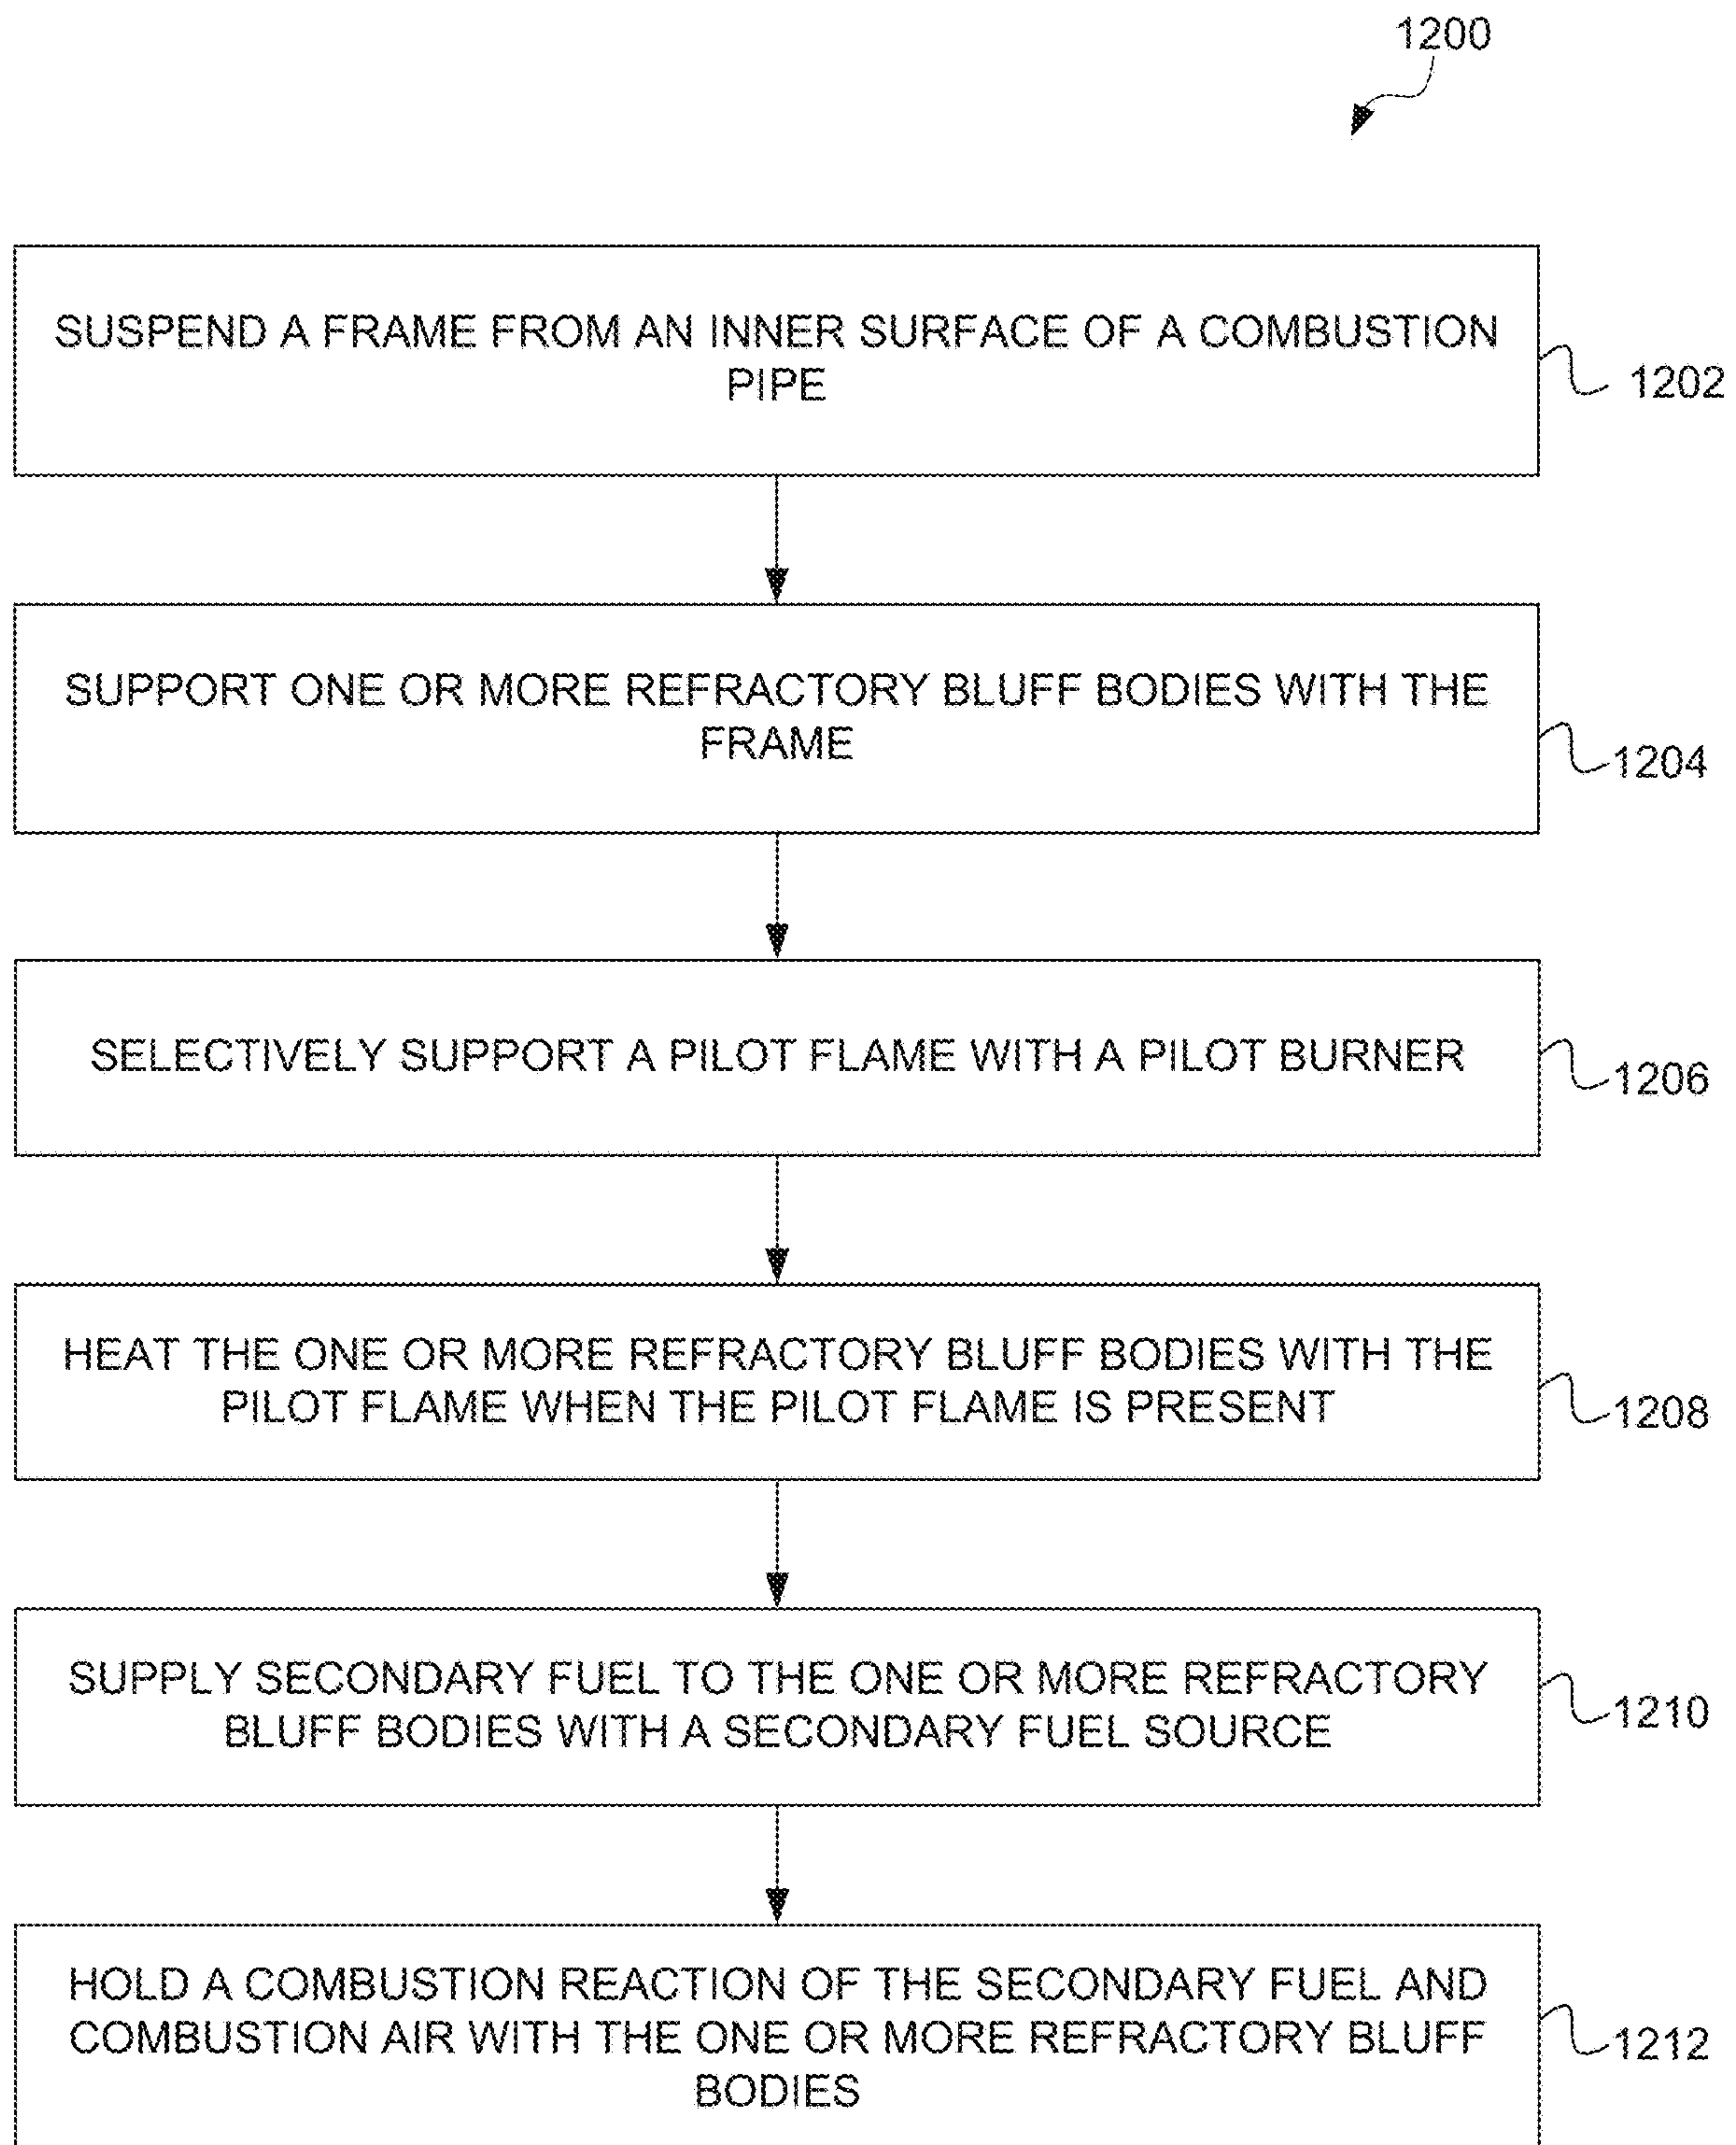 1200
SUSPEND A FRAME FROM AN INNER SURFACE OF A COMBUSTION
PIPE
1202
SUPPORT ONE OR MORE REFRACTORY BLUFF BODIES WITH THE
FRAME
1204
SELECTIVELY SUPPORT A PILOT FLAME WITH A PILOT BURNER
1206
HEAT THE ONE OR MORE REFRACTORY BLUFF BODIES WITH THE
PILOT FLAME WHEN THE PILOT FLAME IS PRESENT
1208
SUPPLY SECONDARY FUEL TO THE ONE OR MORE REFRACTORY
BLUFF BODIES WITH A SECONDARY FUEL SOURCE
1210
HOLD A COMBUSTION REACTION OF THE SECONDARY FUEL AND
COMBUSTION AIR WITH THE ONE OR MORE REFRACTORY BLUFF
BODIES
1212